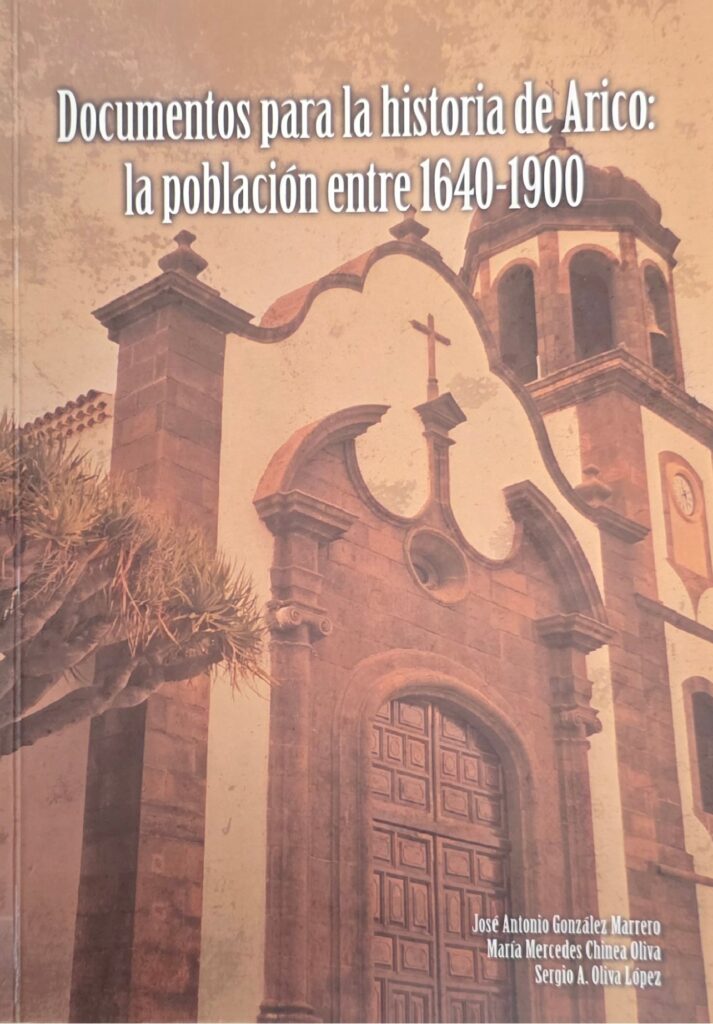 Documentos para la historia de Arico:
la población entre 1640-1900
José Antonio González Marrero
María Mercedes Chinea Oliva
Sergio A. Oliva López